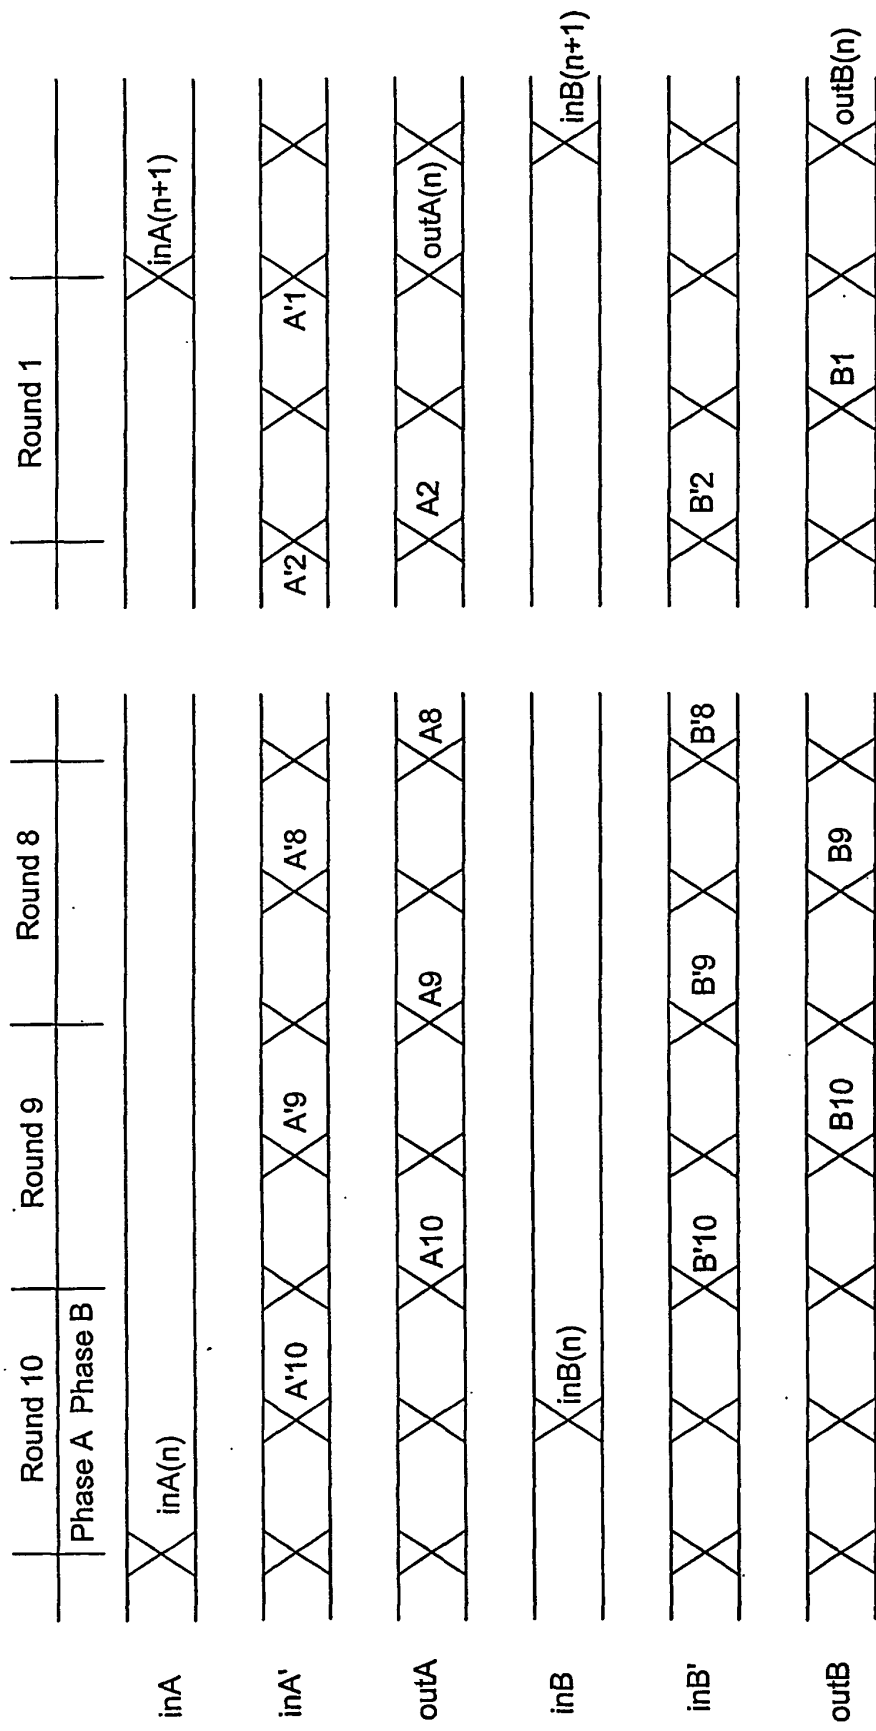 Round 10 Round 9 Round 8 Round 1
Phase A Phase B
inA inA(n) inA(n+1)
inA' A'10 A'9 A'8 A'2 A'1
outA A10 A9 A8 A2 outA(n)
inB inB(n) inB(n+1)
inB' B'10 B'9 B'8 B'2
outB B10 B9 B1 outB(n)